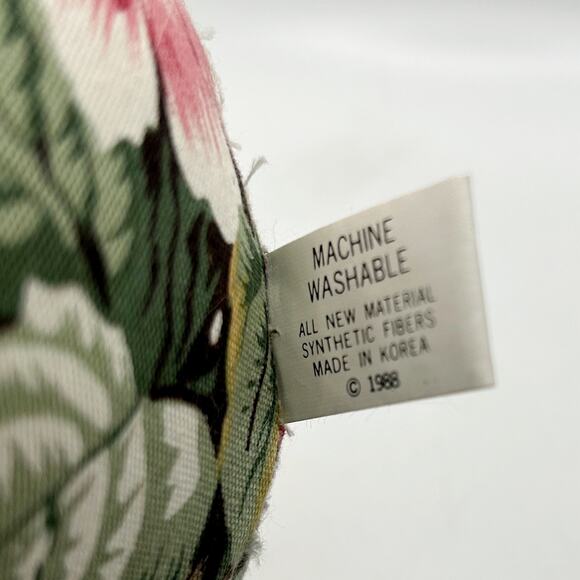 MACHINE
WASHABLE
ALL NEW MATERIAL
SYNTHETIC FIBERS
MADE IN KOREA
© 1988